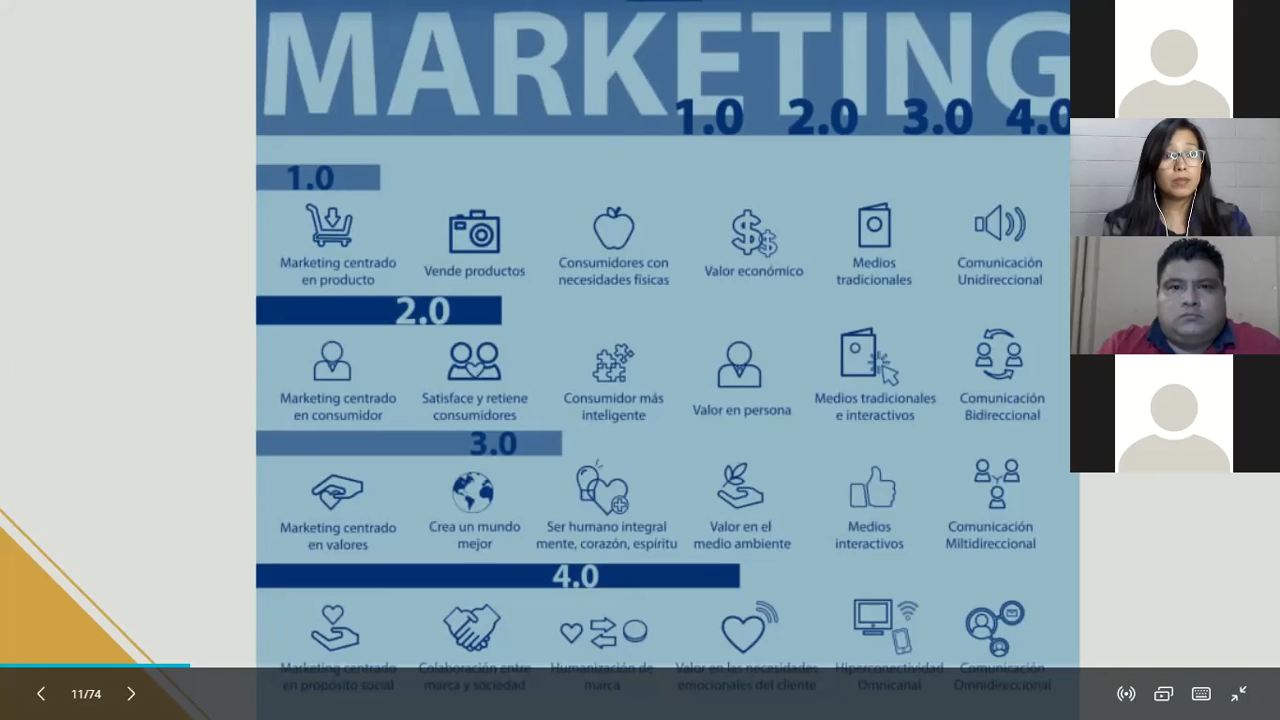 MARKETING
1.0 2.0 3.0 4.0
1.0
Marketing centrado
en producto
Vende productos
Consumidores con
necesidades físicas
Valor económico
Medios
tradicionales
Comunicación
Unidireccional
2.0
Marketing centrado
en consumidor
Satisface y retiene
consumidores
Consumidor más
inteligente
Valor en persona
Medios tradicionales
e interactivos
Comunicación
Bidireccional
3.0
Marketing centrado
en valores
Crea un mundo
mejor
Ser humano integral
mente, corazón, espíritu
Valor en el
medio ambiente
Medios
interactivos
Comunicación
Miltidireccional
4.0
Marketing centrado
en propósito social
Colaboración entre
marca y sociedad
Humanización de
marca
Valor en las necesidades
emocionales del cliente
Hiperconectividad
Omnicanal
Comunicación
Omnidireccional
11/74